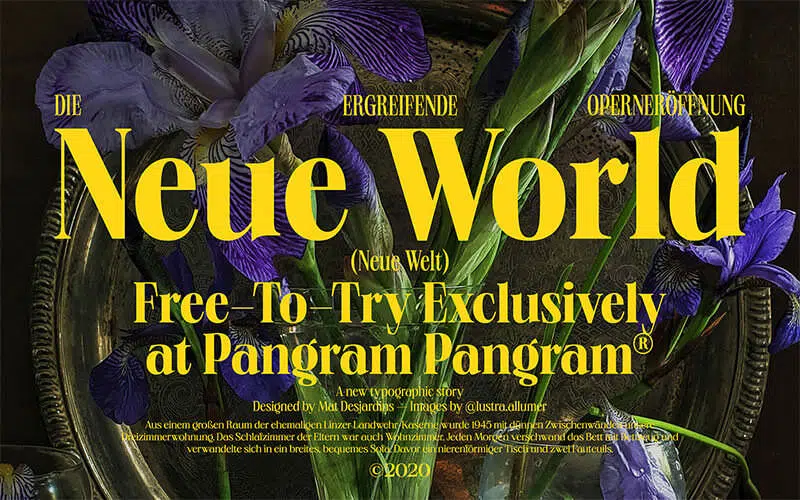 DIE ERGREIFENDE OPERNERÖFFNUNG
Neue World
(Neue Welt)
Free–To–Try Exclusively
at Pangram Pangram®
A new typographic story
Designed by Mat Desjardins — Images by @lustra.allumer
Aus einem großen Raum der ehemaligen Linzer Landwehr-Kaserne wurde 1945 mit dünnen Zwischenwänden unsere
Dreizimmerwohnung. Das Schlafzimmer der Eltern war auch Wohnzimmer. Jeden Morgen verschwand das Bett mit Bettzeug und
verwandelte sich in ein breites, bequemes Sofa. Davor ein nierenförmiger Tisch und zwei Fauteuils.
©2020